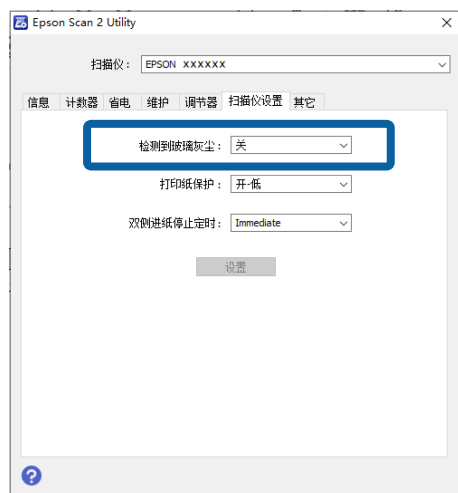 Epson Scan 2 Utility
扫描仪： EPSON XXXXXX
信息 计数器 省电 维护 调节器 扫描仪设置 其它
检测到玻璃灰尘： 关
打印纸保护： 开-低
双侧进纸停止定时： Immediate
设置
?